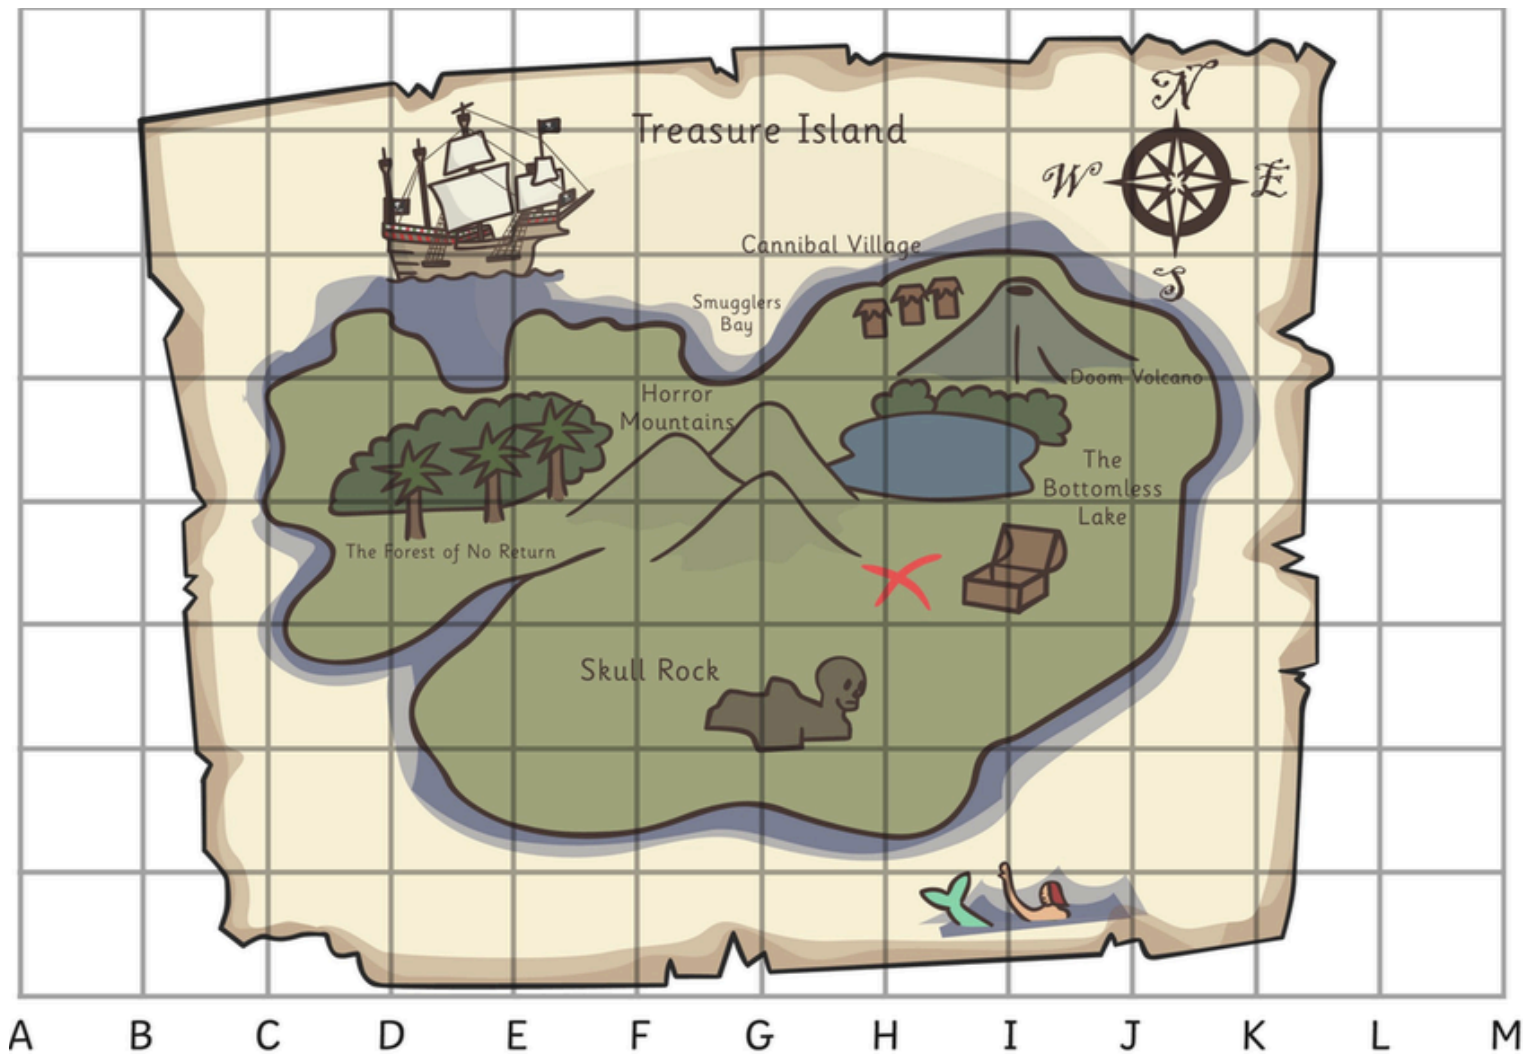 N
Treasure Island
W E
Cannibal Village
S
Smugglers
Bay
Doom Volcano
Horror
Mountains
The
Bottomless
Lake
The Forest of No Return
Skull Rock
A B C D E F G H I J K L M